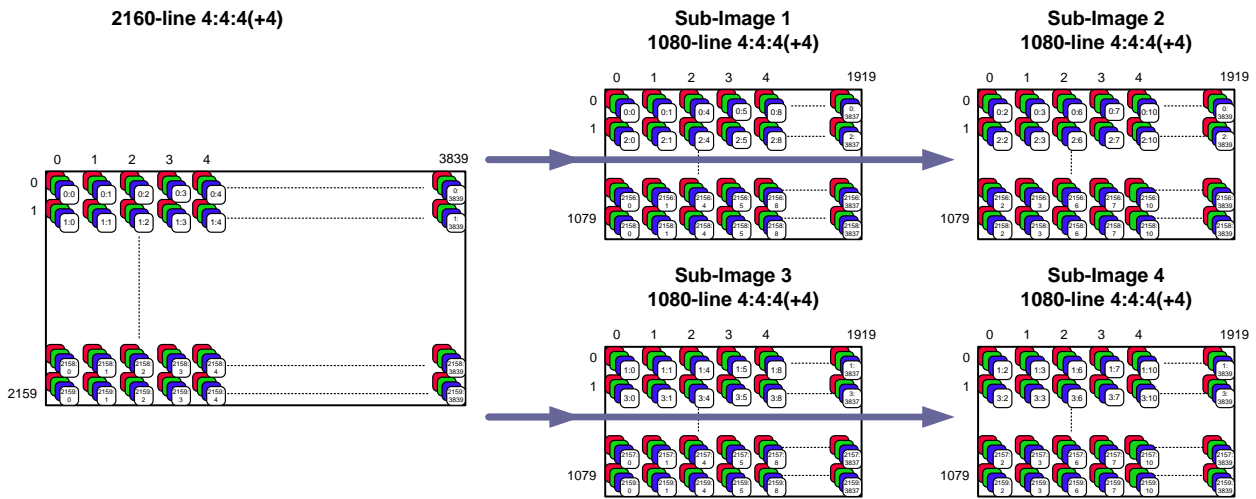 2160-line 4:4:4(+4)
0 1 2 3 4 3839
0 0:0 0:1 0:2 0:3 0:4 0: 3839
1 1:0 1:1 1:2 1:3 1:4 1: 3839
2158: 0 2158: 1 2158: 2 2158: 3 2158: 4 2158: 3839
2159 2159: 0 2159: 1 2159: 2 2159: 3 2159: 4 2159: 3839
Sub-Image 1
1080-line 4:4:4(+4)
0 1 2 3 4 1919
0 0:0 0:1 0:4 0:5 0:8 0: 3837
1 2:0 2:1 2:4 2:5 2:8 2: 3837
2156: 0 2156: 1 2156: 4 2156: 5 2156: 8 2156: 3837
1079 2158: 0 2158: 1 2158: 4 2158: 5 2158: 8 2158: 3837
Sub-Image 2
1080-line 4:4:4(+4)
0 1 2 3 4 1919
0 0:2 0:3 0:6 0:7 0:10 0: 3839
1 2:2 2:3 2:6 2:7 2:10 2: 3839
2156: 2 2156: 3 2156: 6 2156: 7 2156: 10 2156: 3839
1079 2158: 2 2158: 3 2158: 6 2158: 7 2158: 10 2158: 3839
Sub-Image 3
1080-line 4:4:4(+4)
0 1 2 3 4 1919
0 1:0 1:1 1:4 1:5 1:8 1: 3837
1 3:0 3:1 3:4 3:5 3:8 3: 3837
2157: 0 2157: 1 2157: 4 2157: 5 2157: 8 2157: 3837
1079 2159: 0 2159: 1 2159: 4 2159: 5 2159: 8 2159: 3837
Sub-Image 4
1080-line 4:4:4(+4)
0 1 2 3 4 1919
0 1:2 1:3 1:6 1:7 1:10 1: 3839
1 3:2 3:3 3:6 3:7 3:10 3: 3839
2157: 2 2157: 3 2157: 6 2157: 7 2157: 10 2157: 3839
1079 2159: 2 2159: 3 2159: 6 2159: 7 2159: 10 2159: 3839